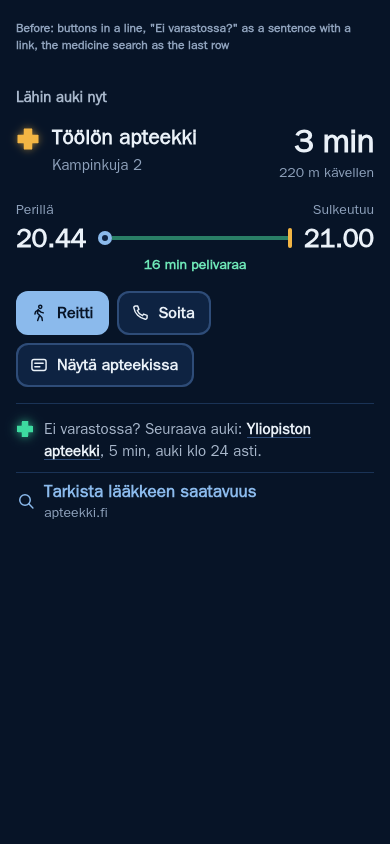 Before: buttons in a line, "Ei varastossa?" as a sentence with a
link, the medicine search as the last row
Lähin auki nyt
Töölön apteekki
3 min
Kampinkuja 2
220 m kävellen
Perillä
Sulkeutuu
20.44
21.00
16 min pelivaraa
Reitti
Soita
Näytä apteekissa
Ei varastossa? Seuraava auki: Yliopiston
apteekki, 5 min, auki klo 24 asti.
Tarkista lääkkeen saatavuus
apteekki.fi